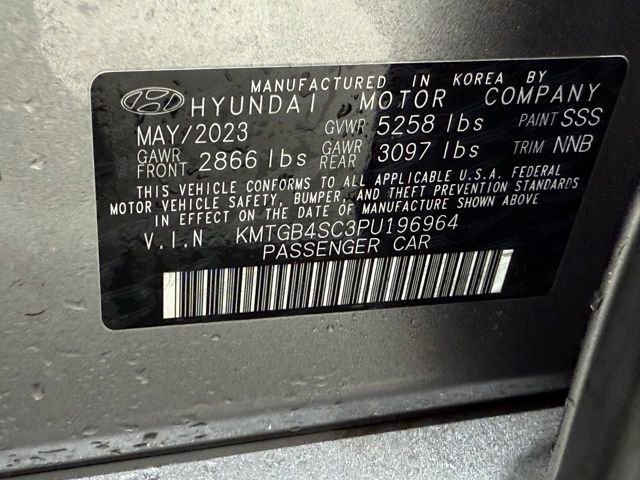 MANUFACTURED IN KOREA BY
HYUNDAI MOTOR COMPANY
MAY/2023 GVWR 5258 lbs PAINT SSS
GAWR FRONT 2866 lbs GAWR REAR 3097 lbs TRIM NNB
THIS VEHICLE CONFORMS TO ALL APPLICABLE U.S.A. FEDERAL
MOTOR VEHICLE SAFETY, BUMPER, AND THEFT PREVENTION STANDARDS
IN EFFECT ON THE DATE OF MANUFACTURE SHOWN ABOVE
V.I.N KMTGB4SC3PU196964
PASSENGER CAR